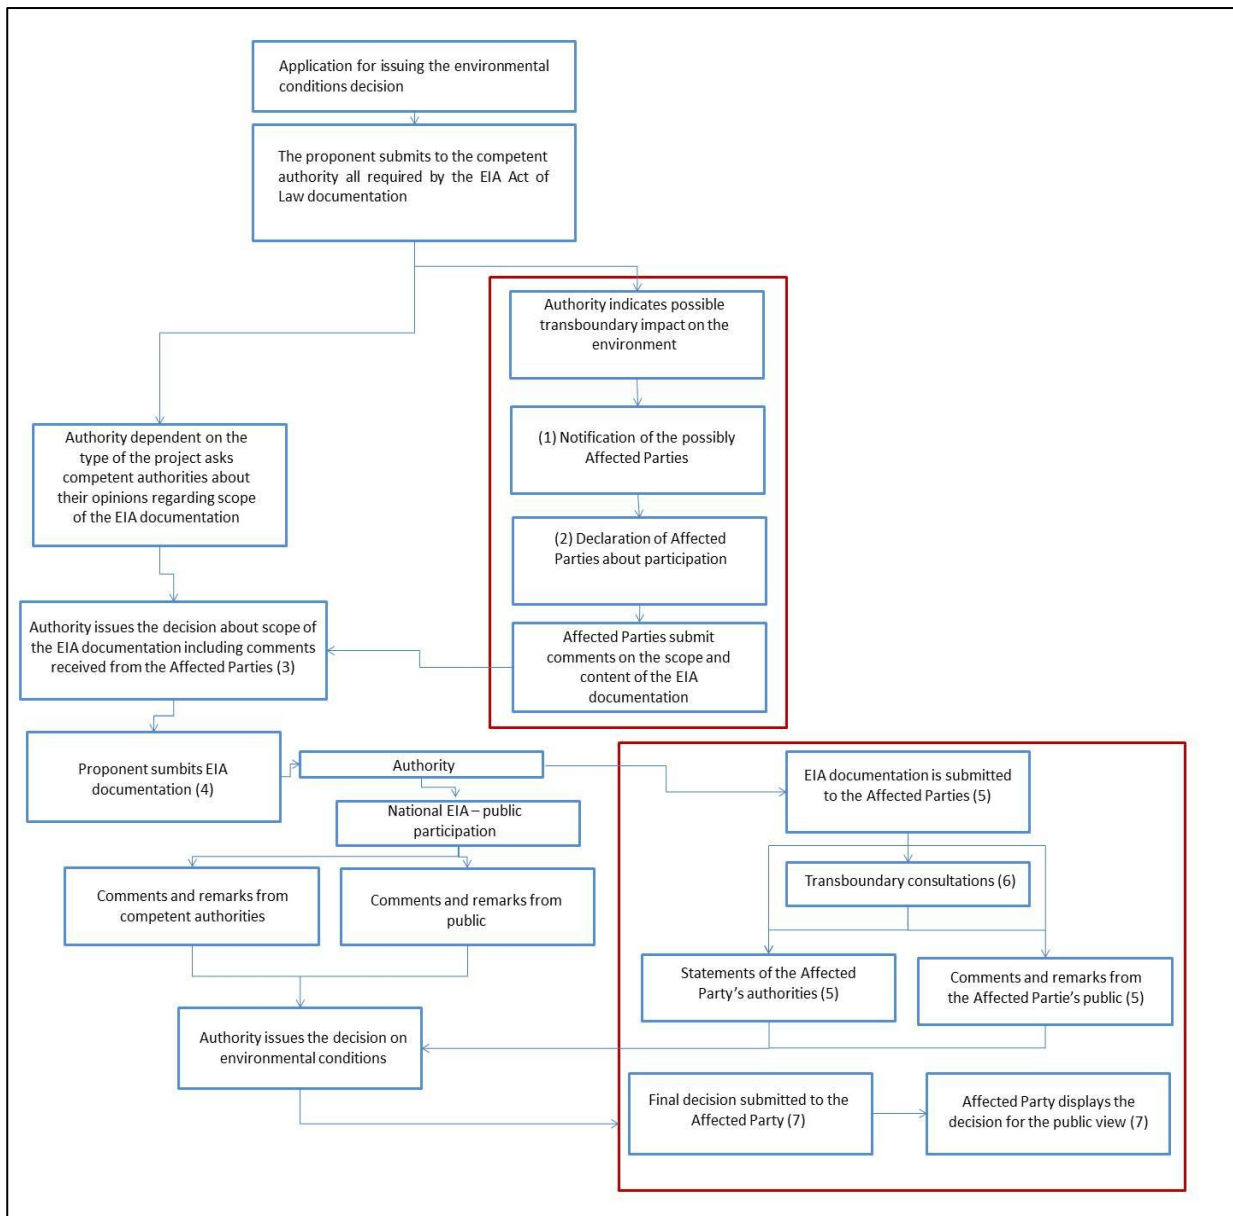 Application for issuing the environmental
conditions decision
The proponent submits to the competent
authority all required by the EIA Act of
Law documentation
Authority indicates possible
transboundary impact on the
environment
(1) Notification of the possibly
Affected Parties
Authority dependent on the
type of the project asks
competent authorities about
their opinions regarding scope
of the EIA documentation
(2) Declaration of Affected
Parties about participation
Authority issues the decision about scope of
the EIA documentation including comments
received from the Affected Parties (3)
Affected Parties submit
comments on the scope and
content of the EIA
documentation
Proponent sumbits EIA
documentation (4)
Authority
EIA documentation is submitted
to the Affected Parties (5)
National EIA – public
participation
Comments and remarks from
competent authorities
Comments and remarks from
public
Transboundary consultations (6)
Statements of the Affected
Party's authorities (5)
Comments and remarks from
the Affected Partie's public (5)
Authority issues the decision on
environmental conditions
Final decision submitted to the
Affected Party (7)
Affected Party displays the
decision for the public view (7)